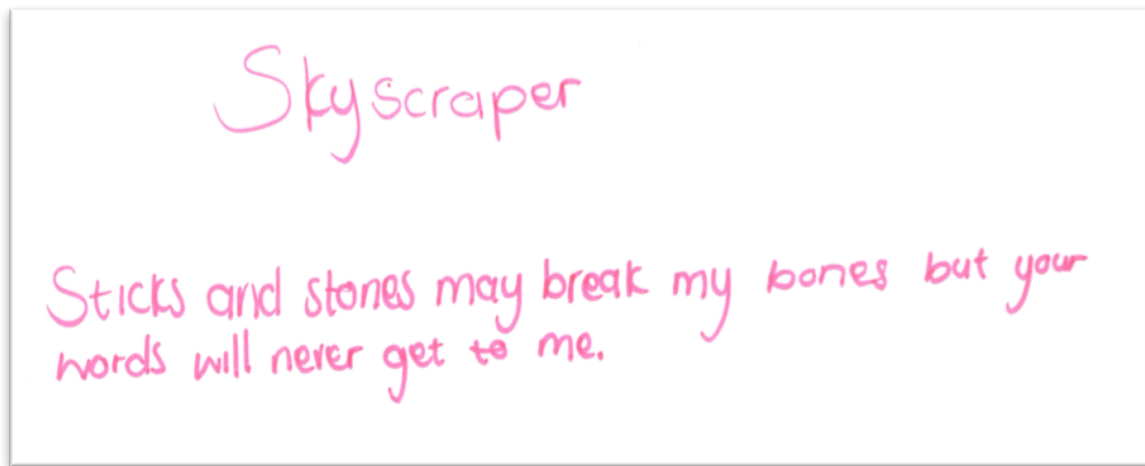 Skyscraper
Sticks and stones may break my bones but your
words will never get to me.